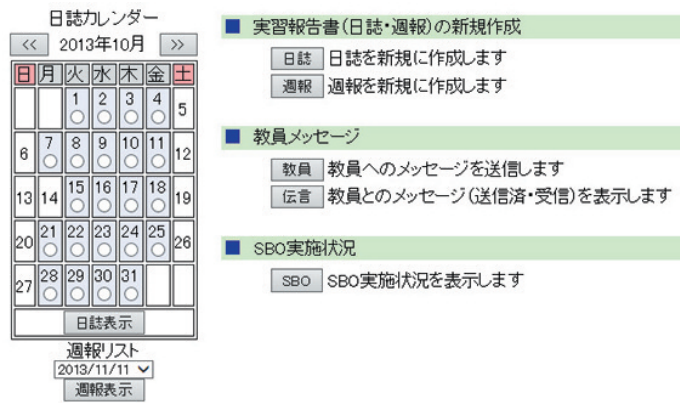 日誌カレンダー
<< 2013年10月 >>
日 月 火 水 木 金 土
1 2 3 4 5
6 7 8 9 10 11 12
13 14 15 16 17 18 19
20 21 22 23 24 25 26
27 28 29 30 31
日誌表示
週報リスト
2013/11/11
週報表示
■ 実習報告書(日誌・週報)の新規作成
日誌 日誌を新規に作成します
週報 週報を新規に作成します
■ 教員メッセージ
教員 教員へのメッセージを送信します
伝言 教員とのメッセージ(送信済・受信)を表示します
■ SBO実施状況
SBO SBO実施状況を表示します